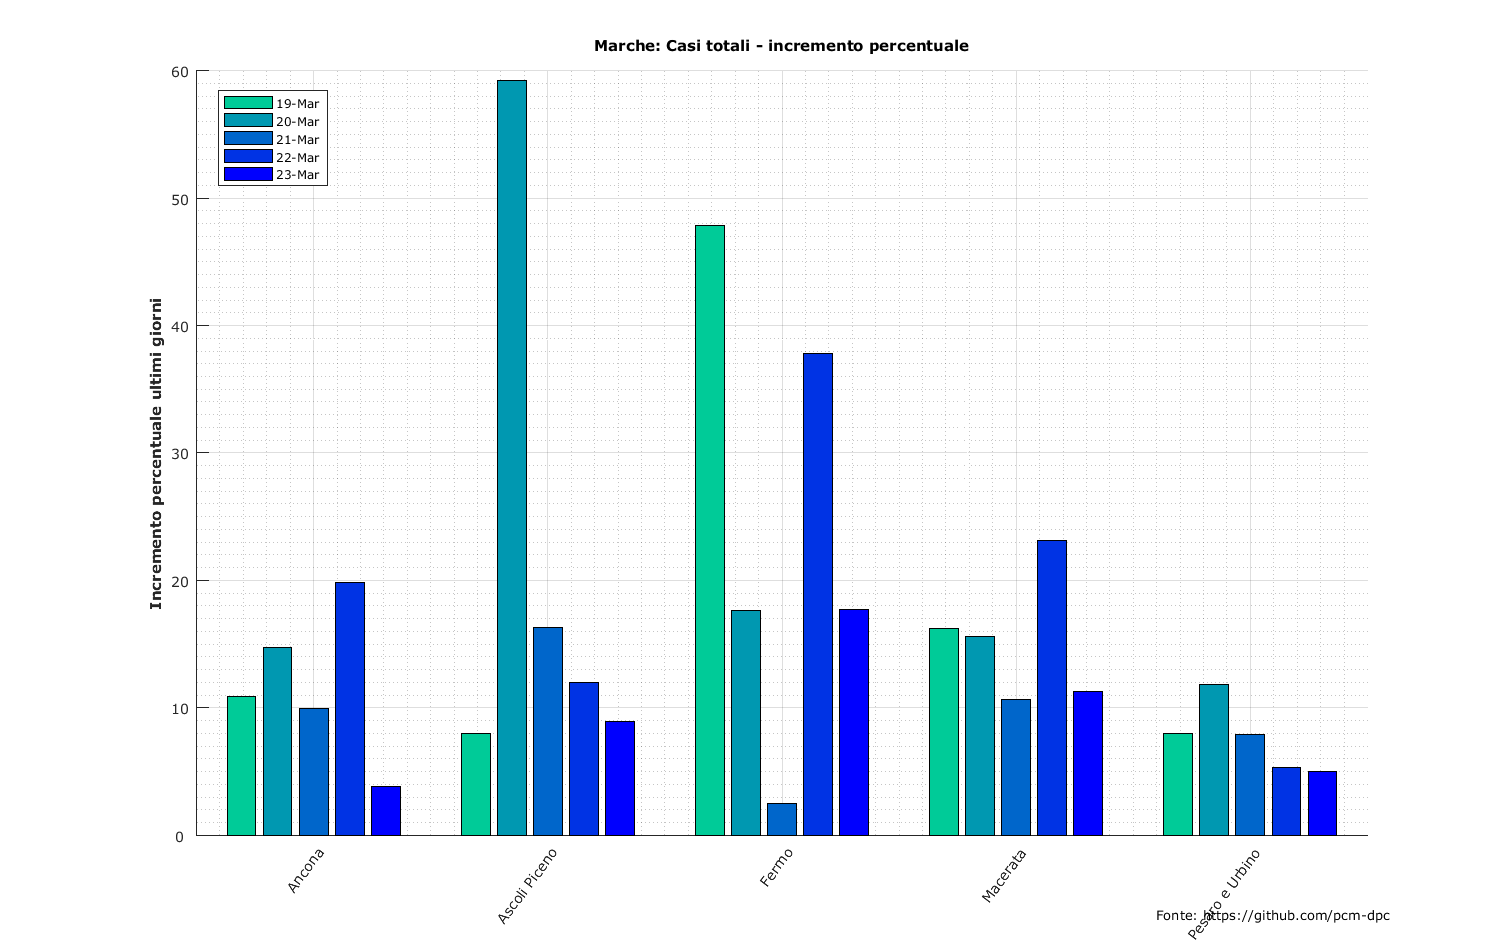 Marche: Casi totali - incremento percentuale
60
50
40
30
20
10
0
Incremento percentuale ultimi giorni
19-Mar
20-Mar
21-Mar
22-Mar
23-Mar
Ancona
Ascoli Piceno
Fermo
Macerata
Pesaro e Urbino
Fonte: https://github.com/pcm-dpc